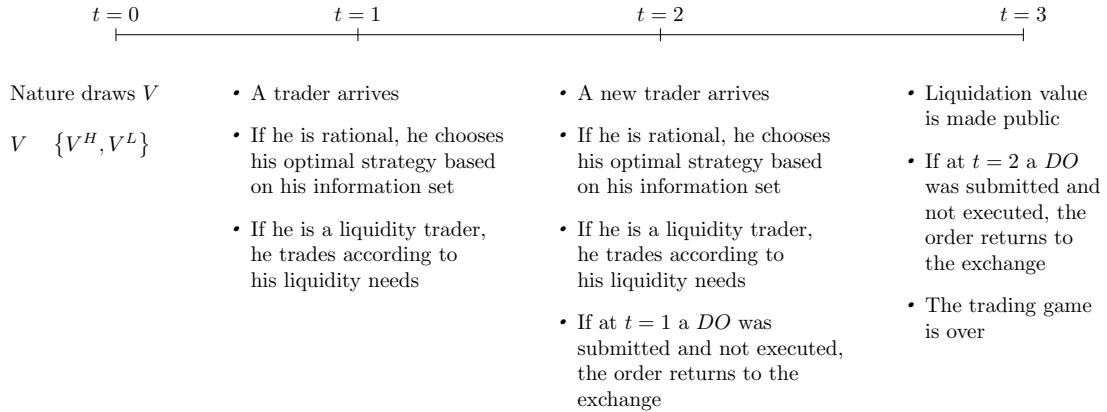 t = 0
t = 1
t = 2
t = 3
Nature draws V
V {V^H, V^L}
• A trader arrives
• If he is rational, he chooses
his optimal strategy based
on his information set
• If he is a liquidity trader,
he trades according to
his liquidity needs
• A new trader arrives
• If he is rational, he chooses
his optimal strategy based
on his information set
• If he is a liquidity trader,
he trades according to
his liquidity needs
• If at t = 1 a DO was
submitted and not executed,
the order returns to the
exchange
• Liquidation value
is made public
• If at t = 2 a DO
was submitted and
not executed, the
order returns to
the exchange
• The trading game
is over